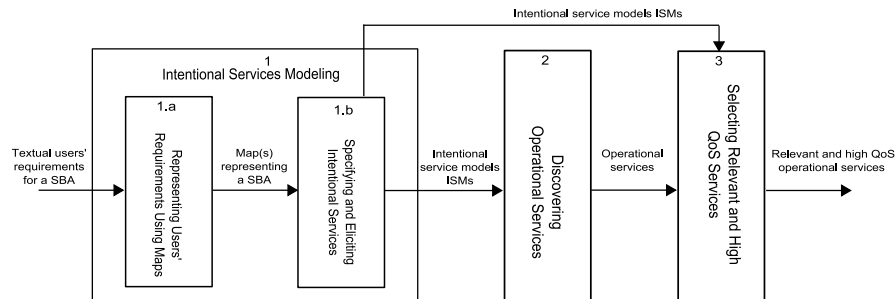 Intentional service models ISMs
1
Intentional Services Modeling
1.a
1.b
2
3
Textual users'
requirements
for a SBA
Representing Users'
Requirements Using Maps
Map(s)
representing
a SBA
Specifying and Eliciting
Intentional Services
Intentional
service models
ISMs
Discovering
Operational Services
Operational
services
Selecting Relevant and High
QoS Services
Relevant and high QoS
operational services